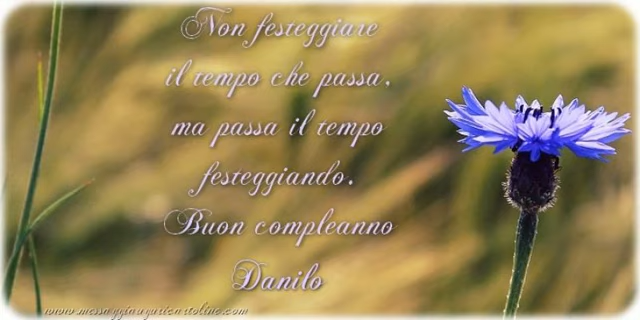 Non festeggiare
il tempo che passa,
ma passa il tempo
festeggiando.
Buon compleanno
Danilo
www.messaggiauguricartoline.com